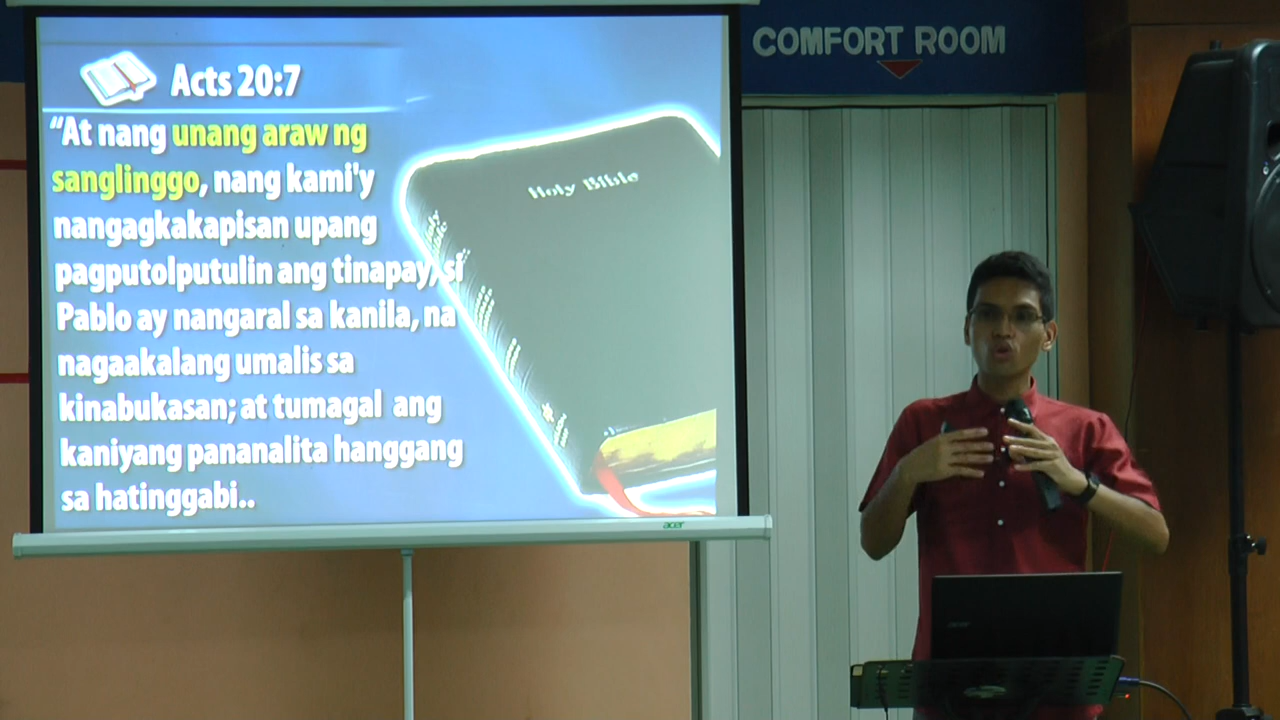 COMFORT ROOM
Acts 20:7
“At nang unang araw ng
sanglinggo, nang kami'y
nangagkakapisan upang
pagputolputulin ang tinapay, si
Pablo ay nangaral sa kanila, na
nagaakalang umalis sa
kinabukasan; at tumagal ang
kaniyang pananalita hanggang
sa hatinggabi..
Holy Bible
acer
acer